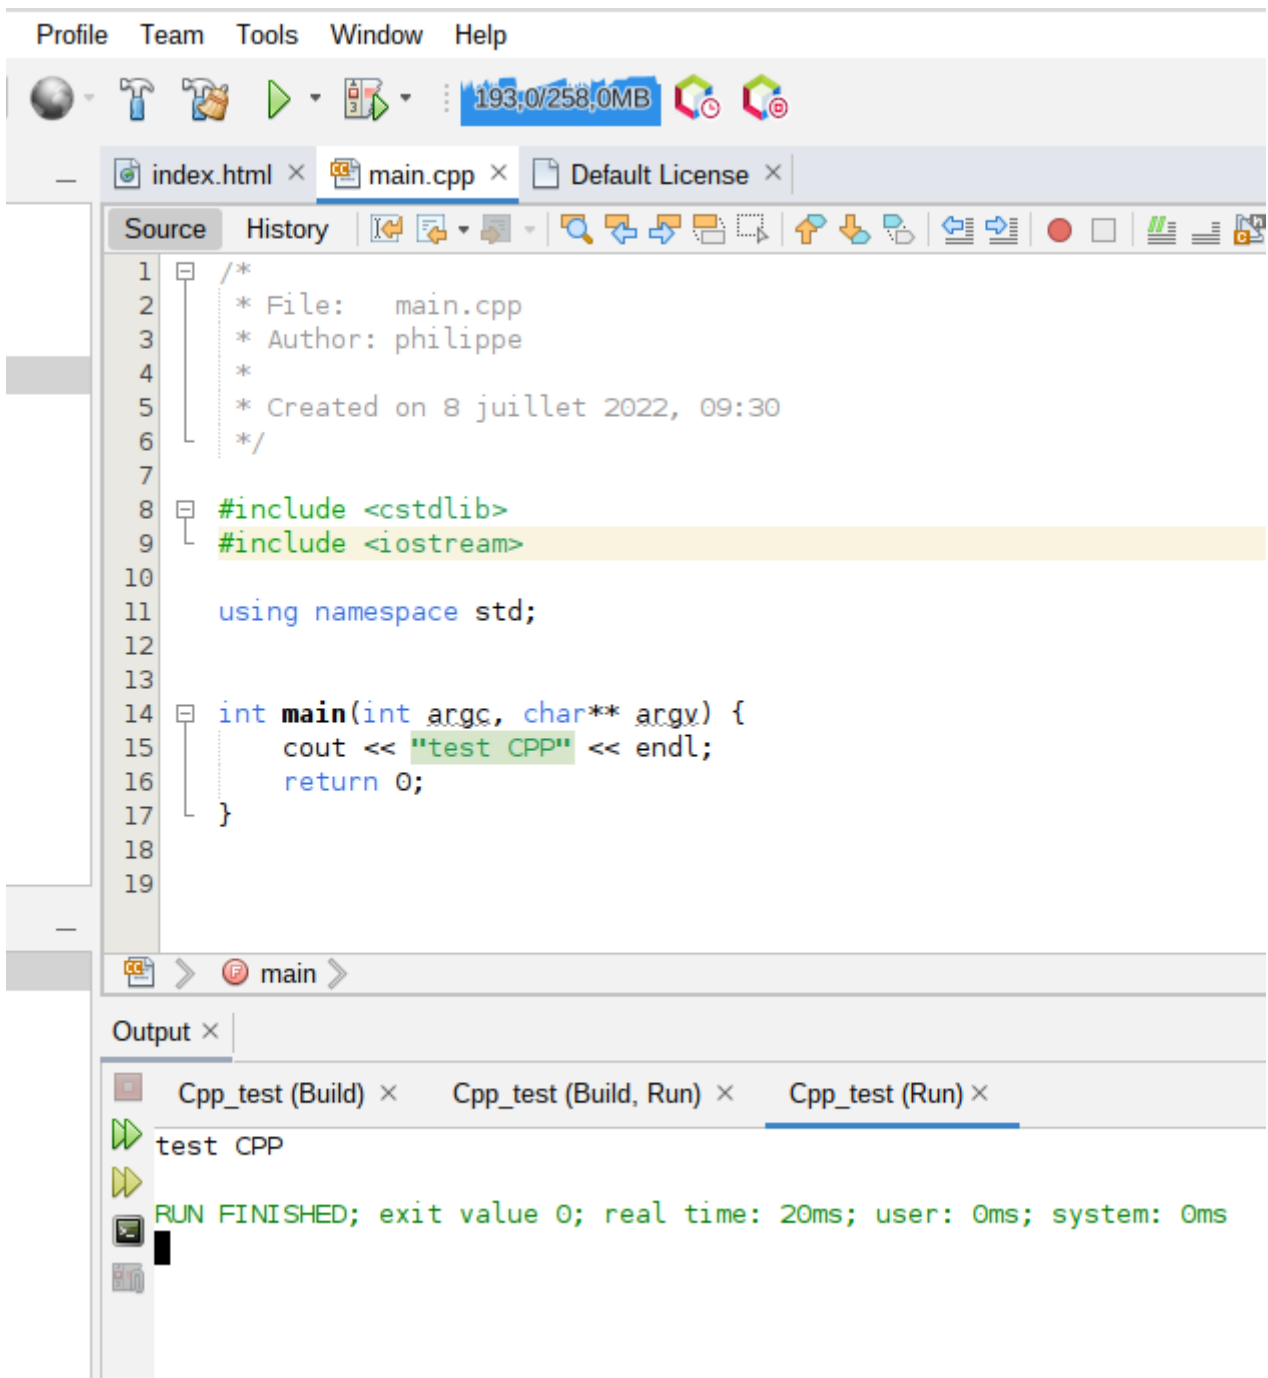 Profile Team Tools Window Help
193,0/258,0MB
index.html × main.cpp × Default License ×
Source History
1 /*
2  * File:   main.cpp
3  * Author: philippe
4  *
5  * Created on 8 juillet 2022, 09:30
6  */
7
8 #include <cstdlib>
9 #include <iostream>
10
11 using namespace std;
12
13
14 int main(int argc, char** argv) {
15     cout << "test CPP" << endl;
16     return 0;
17 }
18
19
main
Output ×
Cpp_test (Build) × Cpp_test (Build, Run) × Cpp_test (Run) ×
test CPP
RUN FINISHED; exit value 0; real time: 20ms; user: 0ms; system: 0ms